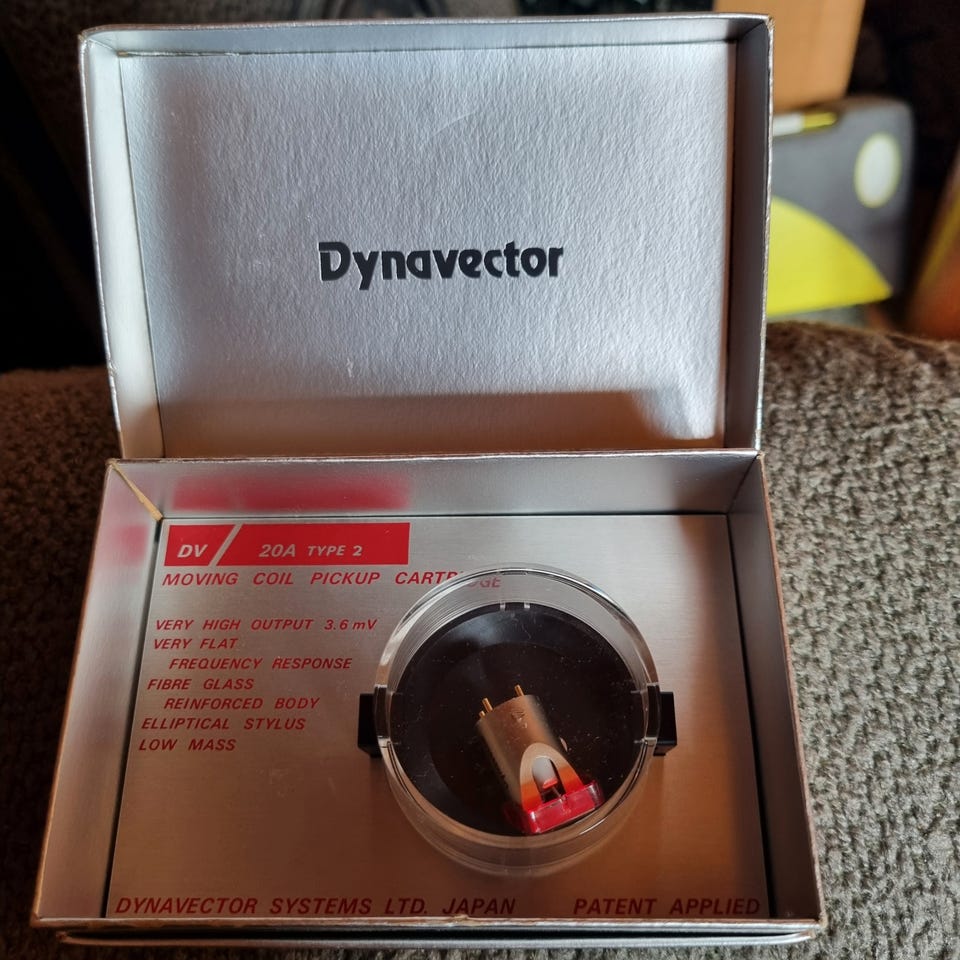 Dynavector
DV / 20A TYPE 2
MOVING COIL PICKUP CARTRIDGE
VERY HIGH OUTPUT 3.6 mV
VERY FLAT
FREQUENCY RESPONSE
FIBRE GLASS
REINFORCED BODY
ELLIPTICAL STYLUS
LOW MASS
DYNAVECTOR SYSTEMS LTD. JAPAN PATENT APPLIED